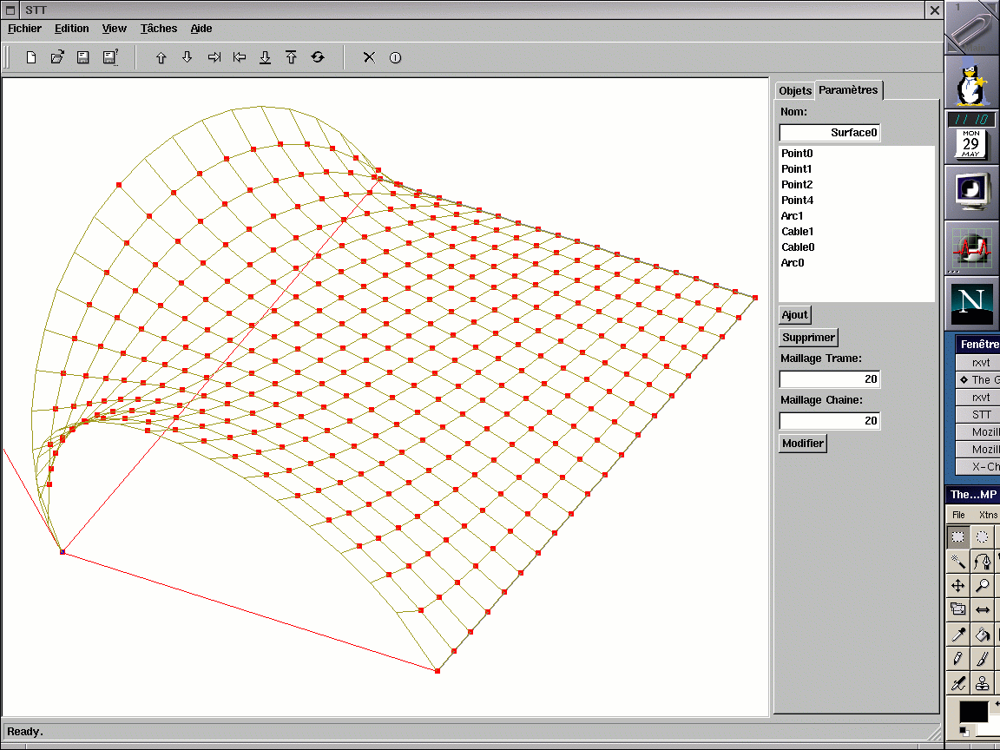 STT
Fichier Edition View Tâches Aide
Objets Paramètres
Nom:
Surface0
Point0
Point1
Point2
Point4
Arc1
Cable1
Cable0
Arc0
Ajout
Supprimer
Maillage Trame:
20
Maillage Chaine:
20
Modifier
Ready.
1
11 10
MON
29
MAY
N
Fenêtre
rxvt
The G
rxvt
STT
Mozill
Mozill
X-Ch
The...MP
File Xtns